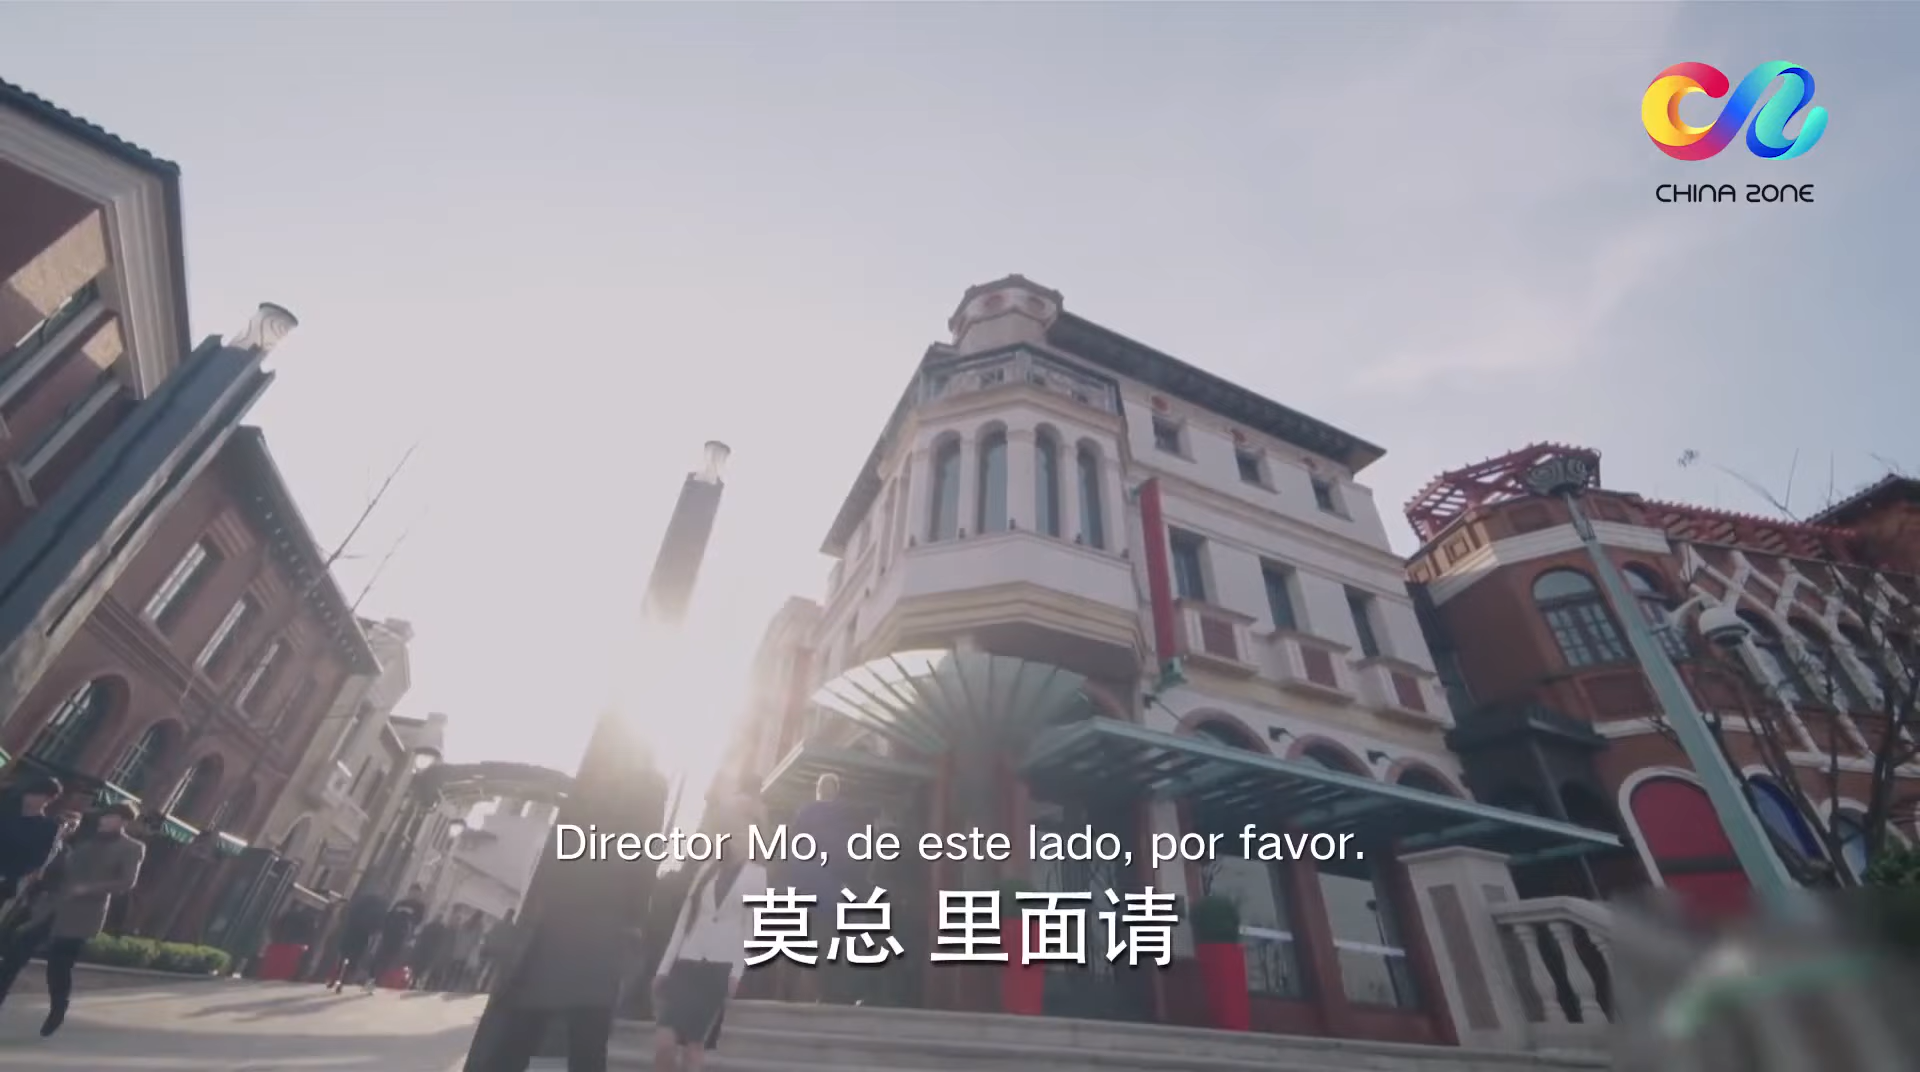 CHINA ZONE
Director Mo, de este lado, por favor.
莫总 里面请